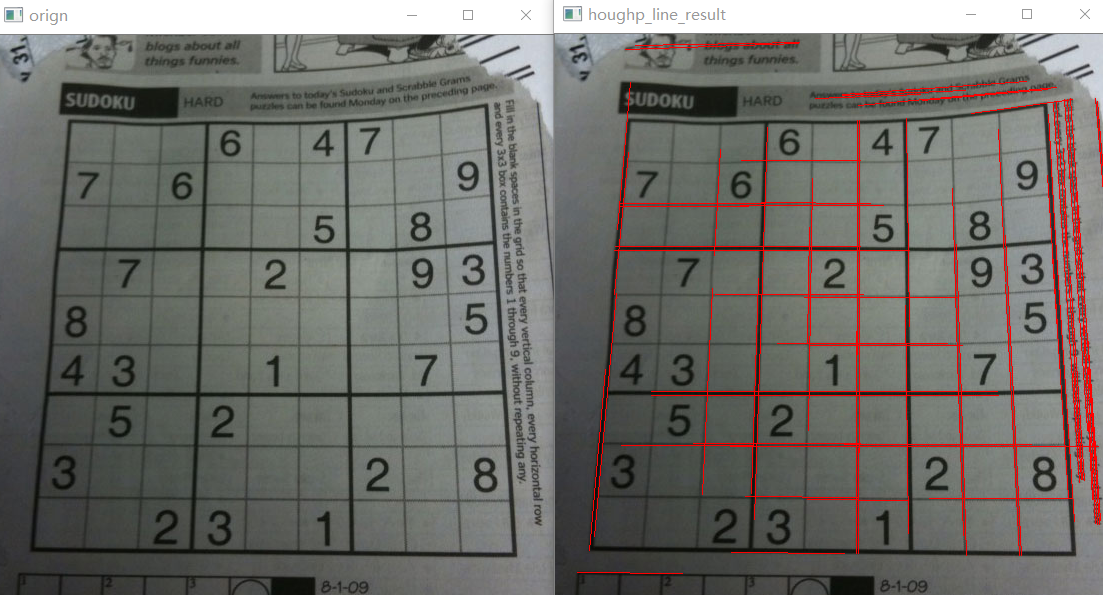 orign
31,
blogs about all
things funnies.
SUDOKU HARD
Answers to today's Sudoku and Scrabble Grams
puzzles can be found Monday on the preceding page.
6 4 7
7 6 9
5 8
7 2 9 3
8 5
4 3 1 7
5 2
3 2 8
2 3 1
Fill in the blank spaces in the grid so that every vertical column, every horizontal row
and every 3x3 box contains the numbers 1 through 9, without repeating any.
1 2 3
8-1-09
houghp_line_result
31,
blogs about all
things funnies.
SUDOKU HARD
Answers to today's Sudoku and Scrabble Grams
puzzles can be found Monday on the preceding page.
6 4 7
7 6 9
5 8
7 2 9 3
8 5
4 3 1 7
5 2
3 2 8
2 3 1
1 2 3
8-1-09